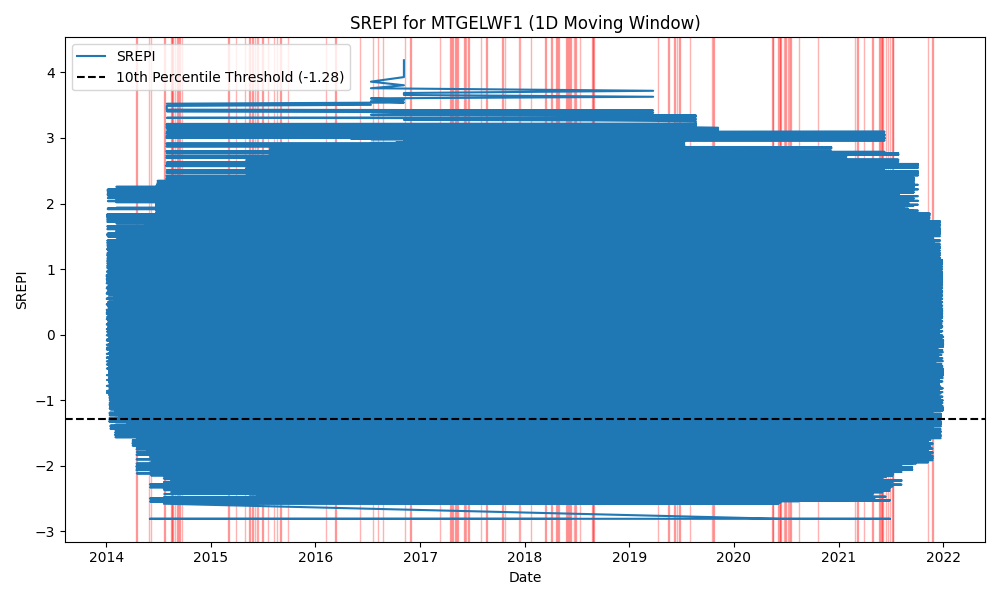 SREPI for MTGELWF1 (1D Moving Window)
SREPI
10th Percentile Threshold (-1.28)
4
3
2
1
0
−1
−2
−3
SREPI
2014 2015 2016 2017 2018 2019 2020 2021 2022
Date